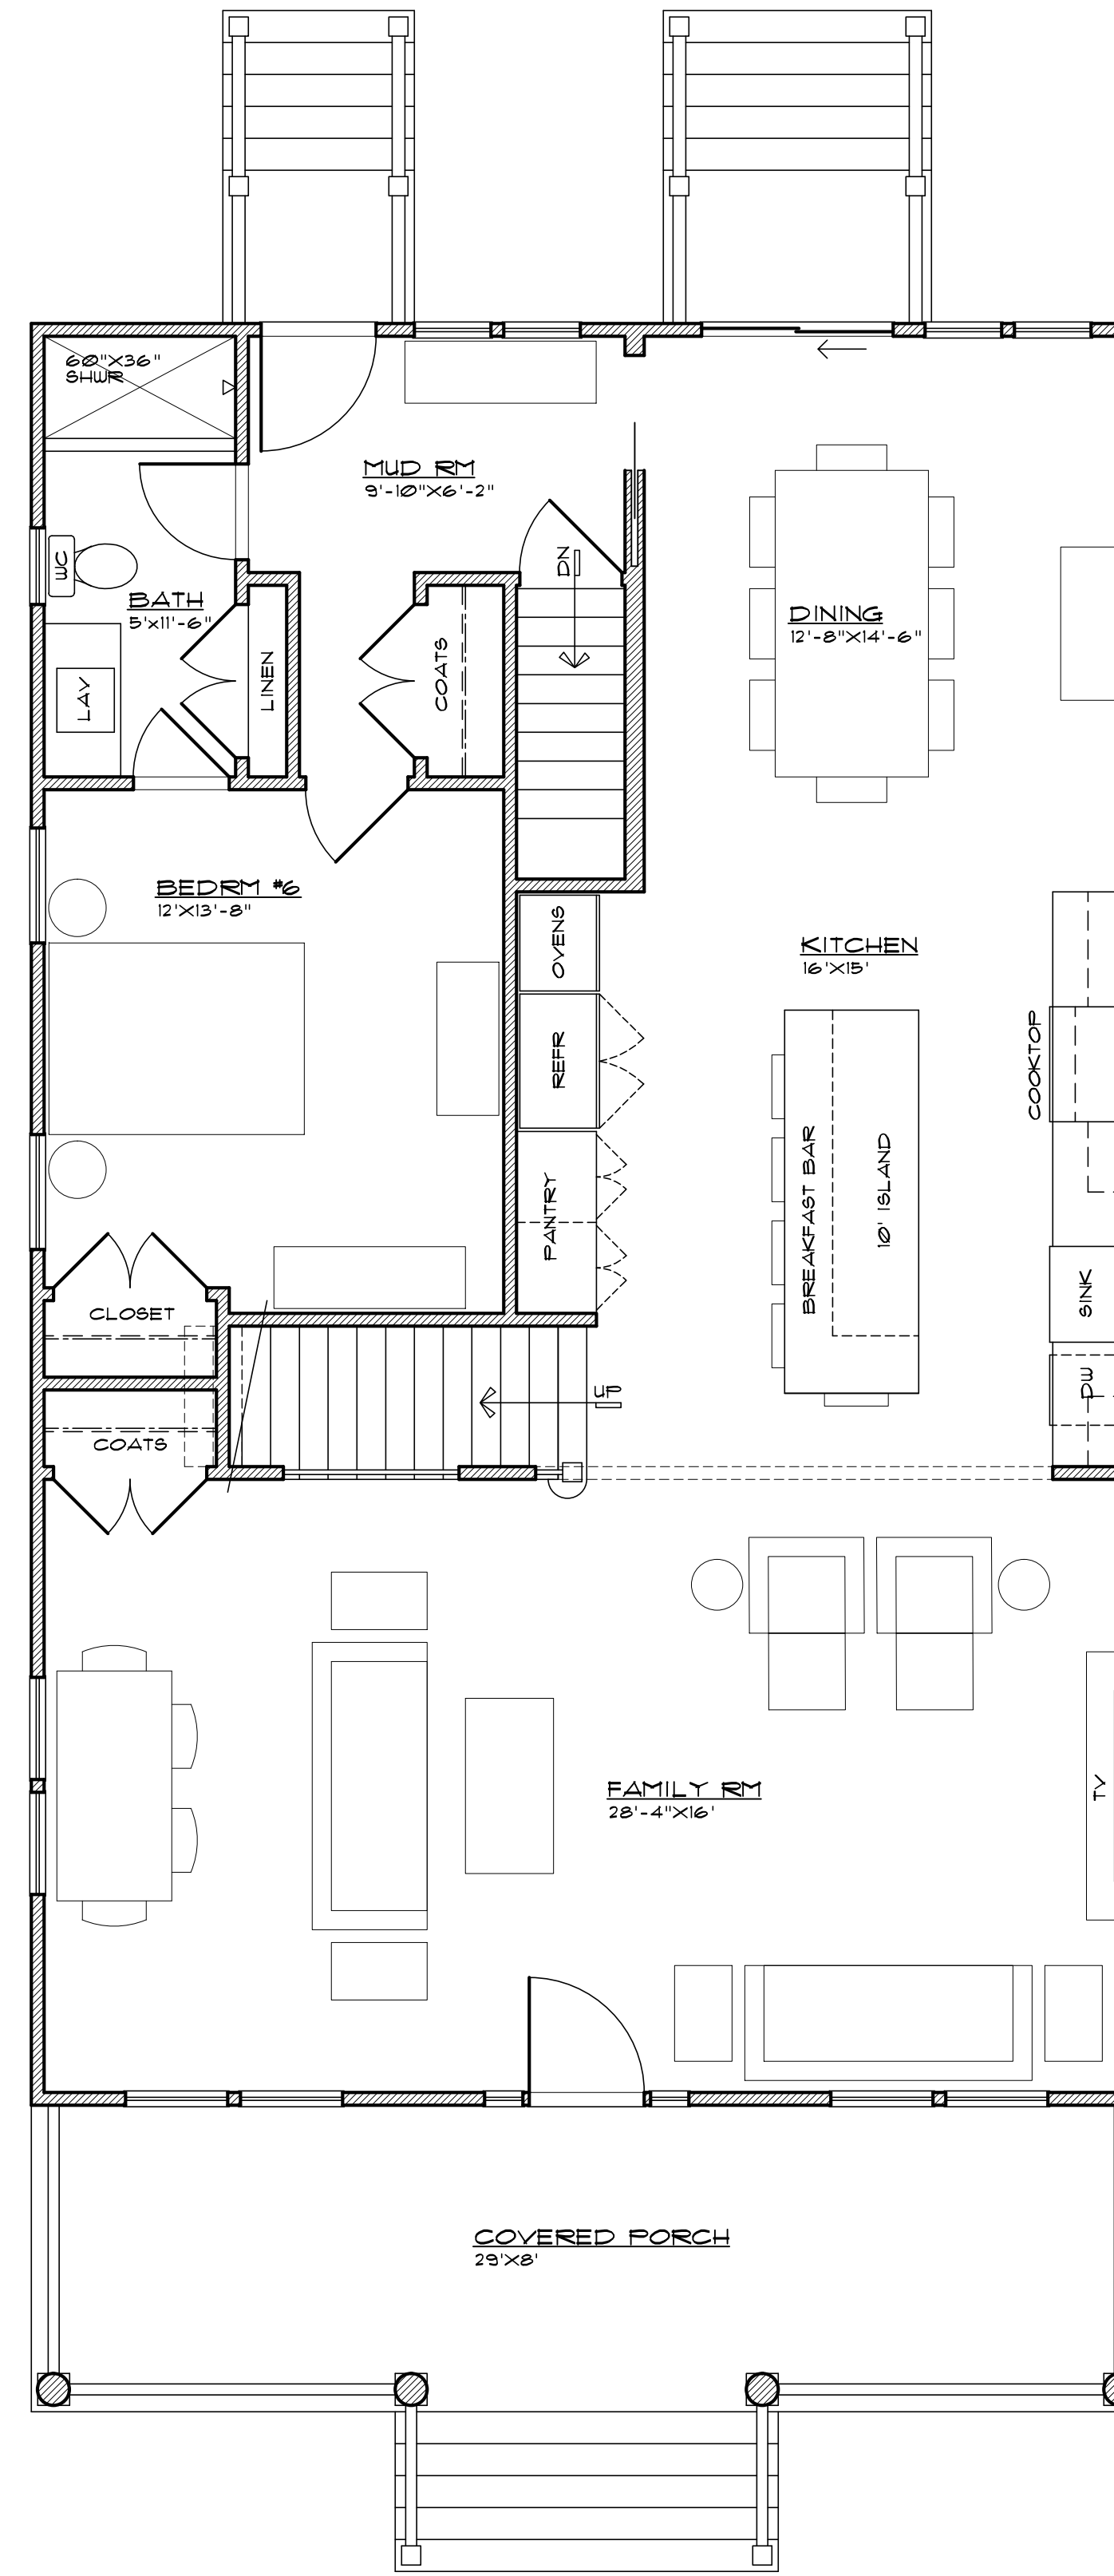 60"X36"
SHWR
MUD RM
9'-10"X6'-2"
WC
DN
BATH
5'x11'-6"
DINING
12'-8"X14'-6"
LINEN
COATS
LAY
BEDRM #6
12'X13'-8"
OVENS
KITCHEN
16'X15'
REFR
COOKTOP
BREAKFAST BAR
10' ISLAND
PANTRY
SINK
CLOSET
DW
UP
COATS
FAMILY RM
28'-4"X16'
TV
COVERED PORCH
29'X8'